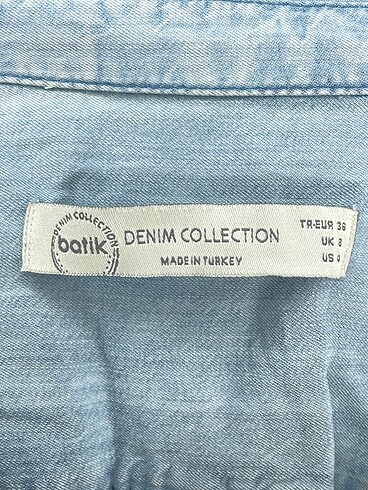 DENIM COLLECTION
batik
DENIM COLLECTION
MADE IN TURKEY
TR-EUR 36
UK 8
US 4